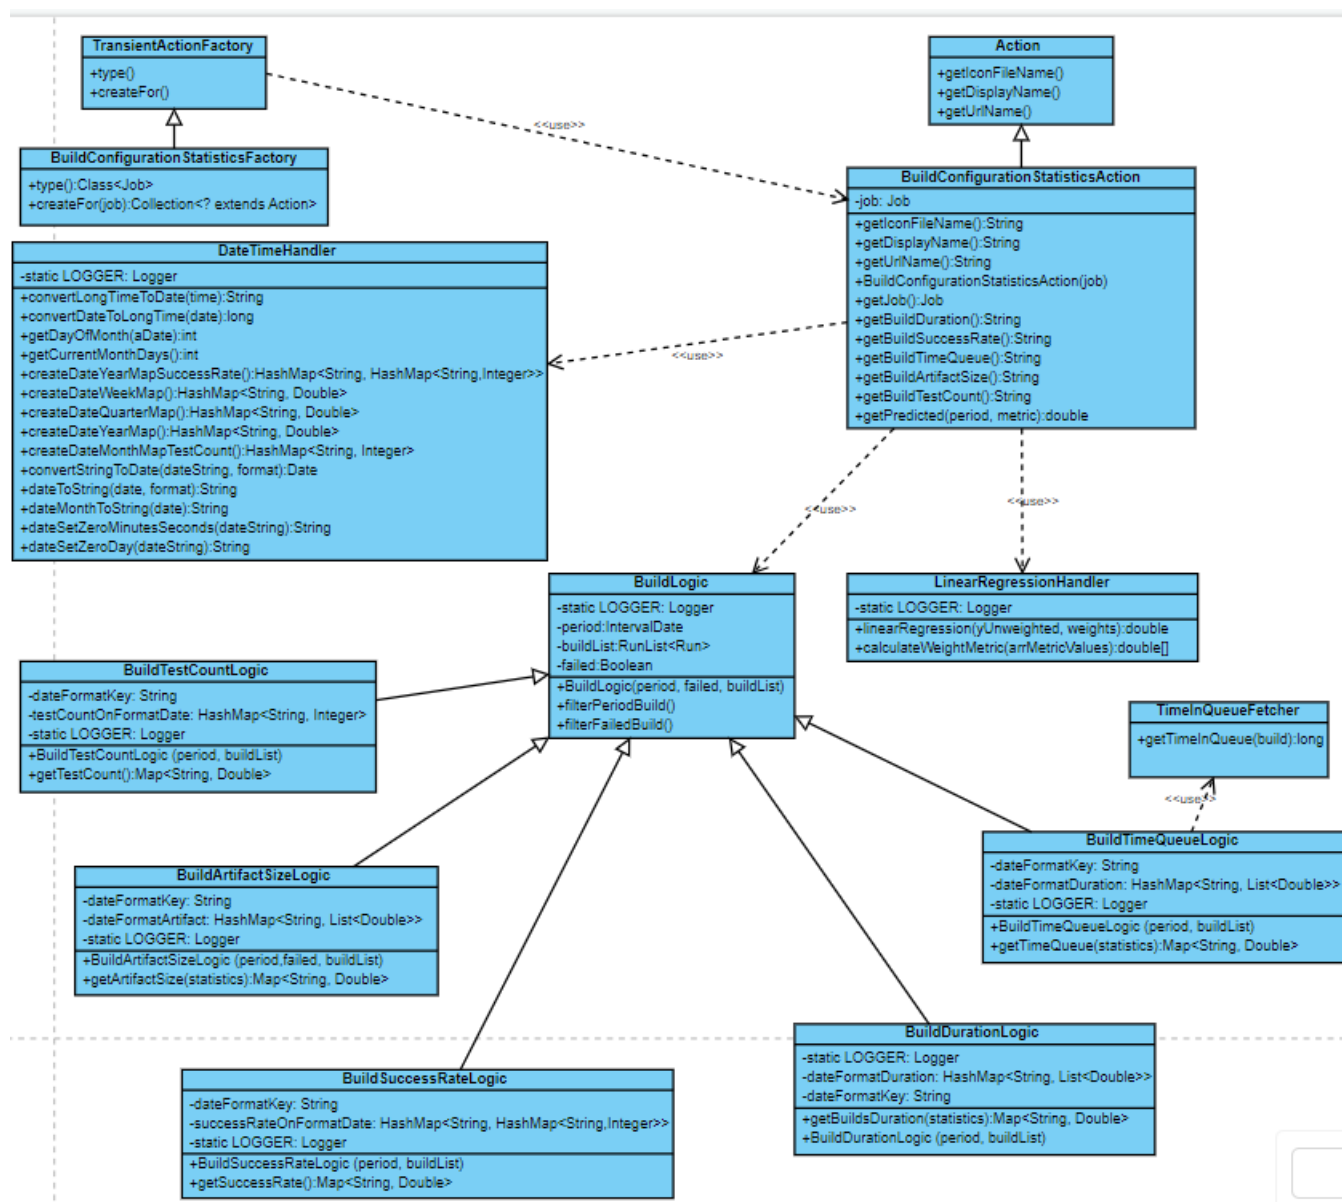 TransientActionFactory
+type()
+createFor()
Action
+getIconFileName()
+getDisplayName()
+getUrlName()
<<use>>
BuildConfigurationStatisticsFactory
+type():Class<Job>
+createFor(job):Collection<? extends Action>
BuildConfigurationStatisticsAction
-job: Job
+getIconFileName():String
+getDisplayName():String
+getUrlName():String
+BuildConfigurationStatisticsAction(job)
+getJob():Job
+getBuildDuration():String
+getBuildSuccessRate():String
+getBuildTimeQueue():String
+getBuildArtifactSize():String
+getBuildTestCount():String
+getPredicted(period, metric):double
DateTimeHandler
-static LOGGER: Logger
+convertLongTimeToDate(time):String
+convertDateToLongTime(date):long
+getDayOfMonth(aDate):int
+getCurrentMonthDays():int
+createDateYearMapSuccessRate():HashMap<String, HashMap<String,Integer>>
+createDateWeekMap():HashMap<String, Double>
+createDateQuarterMap():HashMap<String, Double>
+createDateYearMap():HashMap<String, Double>
+createDateMonthMapTestCount():HashMap<String, Integer>
+convertStringToDate(dateString, format):Date
+dateToString(date, format):String
+dateMonthToString(date):String
+dateSetZeroMinutesSeconds(dateString):String
+dateSetZeroDay(dateString):String
<<use>>
<<use>>
<<use>>
BuildLogic
-static LOGGER: Logger
-period:IntervalDate
-buildList:RunList<Run>
-failed:Boolean
+BuildLogic(period, failed, buildList)
+filterPeriodBuild()
+filterFailedBuild()
LinearRegressionHandler
-static LOGGER: Logger
+linearRegression(yUnweighted, weights):double
+calculateWeightMetric(arrMetricValues):double[]
BuildTestCountLogic
-dateFormatKey: String
-testCountOnFormatDate: HashMap<String, Integer>
-static LOGGER: Logger
+BuildTestCountLogic (period, buildList)
+getTestCount():Map<String, Double>
TimeInQueueFetcher
+getTimeInQueue(build):long
<<use>>
BuildTimeQueueLogic
-dateFormatKey: String
-dateFormatDuration: HashMap<String, List<Double>>
-static LOGGER: Logger
+BuildTimeQueueLogic (period, buildList)
+getTimeQueue(statistics):Map<String, Double>
BuildArtifactSizeLogic
-dateFormatKey: String
-dateFormatArtifact: HashMap<String, List<Double>>
-static LOGGER: Logger
+BuildArtifactSizeLogic (period,failed, buildList)
+getArtifactSize(statistics):Map<String, Double>
BuildDurationLogic
-static LOGGER: Logger
-dateFormatDuration: HashMap<String, List<Double>>
-dateFormatKey: String
+getBuildsDuration(statistics):Map<String, Double>
+BuildDurationLogic (period, buildList)
BuildSuccessRateLogic
-dateFormatKey: String
-successRateOnFormatDate: HashMap<String, HashMap<String,Integer>>
-static LOGGER: Logger
+BuildSuccessRateLogic (period, buildList)
+getSuccessRate():Map<String, Double>